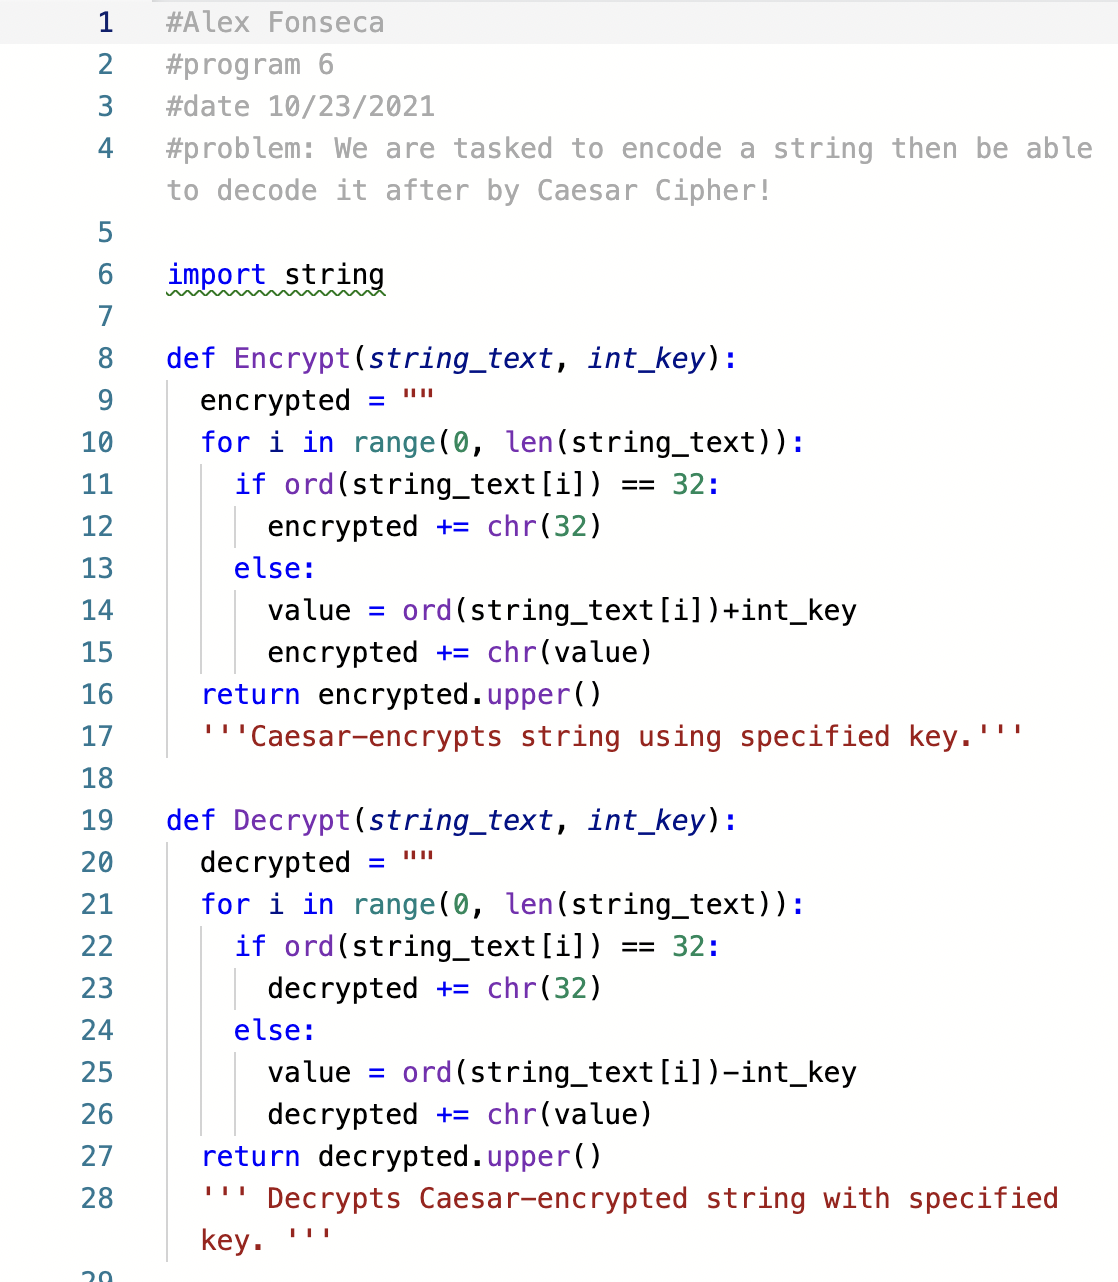 1 #Alex Fonseca
2 #program 6
3 #date 10/23/2021
4 #problem: We are tasked to encode a string then be able
to decode it after by Caesar Cipher!
5
6 import string
7
8 def Encrypt(string_text, int_key):
9 encrypted = ""
10 for i in range(0, len(string_text)):
11 if ord(string_text[i]) == 32:
12 encrypted += chr(32)
13 else:
14 value = ord(string_text[i])+int_key
15 encrypted += chr(value)
16 return encrypted.upper()
17 '''Caesar-encrypts string using specified key.'''
18
19 def Decrypt(string_text, int_key):
20 decrypted = ""
21 for i in range(0, len(string_text)):
22 if ord(string_text[i]) == 32:
23 decrypted += chr(32)
24 else:
25 value = ord(string_text[i])-int_key
26 decrypted += chr(value)
27 return decrypted.upper()
28 ''' Decrypts Caesar-encrypted string with specified
key. '''
29